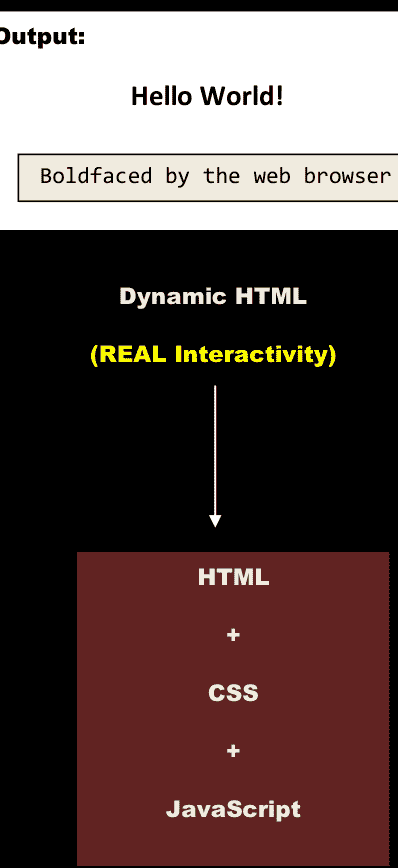 Output:
Hello World!
Boldfaced by the web browser
Dynamic HTML
(REAL Interactivity)
HTML
+
CSS
+
JavaScript